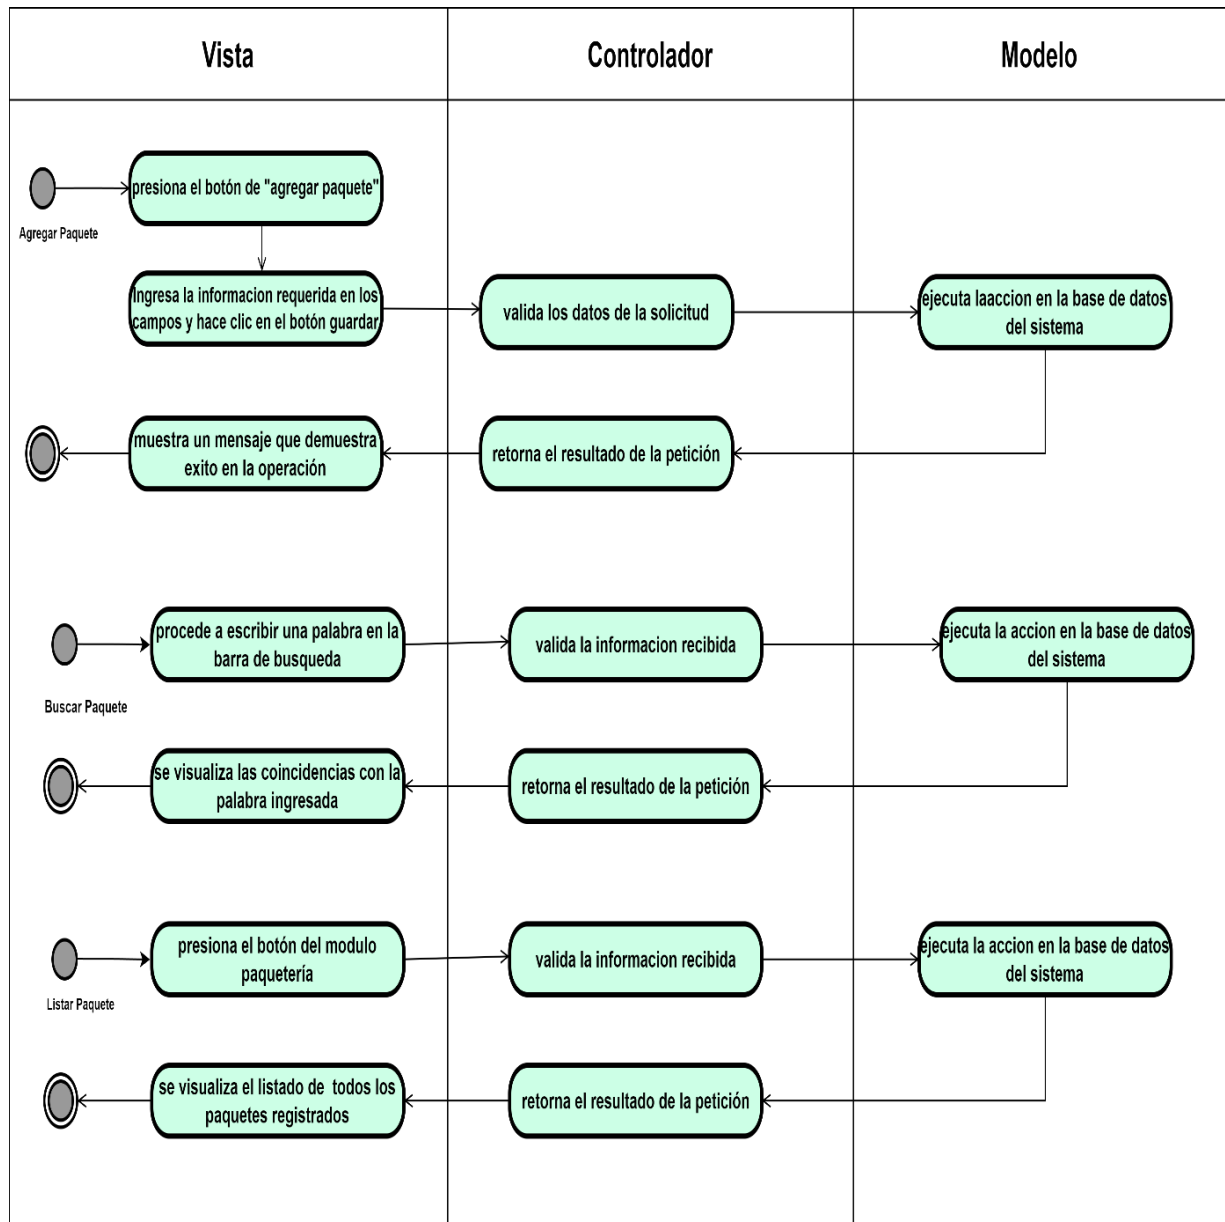 Vista
Controlador
Modelo
presiona el botón de "agregar paquete"
Agregar Paquete
Ingresa la informacion requerida en los
campos y hace clic en el botón guardar
valida los datos de la solicitud
ejecuta laaccion en la base de datos
del sistema
muestra un mensaje que demuestra
exito en la operación
retorna el resultado de la petición
procede a escribir una palabra en la
barra de busqueda
valida la informacion recibida
ejecuta la accion en la base de datos
del sistema
Buscar Paquete
se visualiza las coincidencias con la
palabra ingresada
retorna el resultado de la petición
presiona el botón del modulo
paquetería
valida la informacion recibida
ejecuta la accion en la base de datos
del sistema
Listar Paquete
se visualiza el listado de  todos los
paquetes registrados
retorna el resultado de la petición